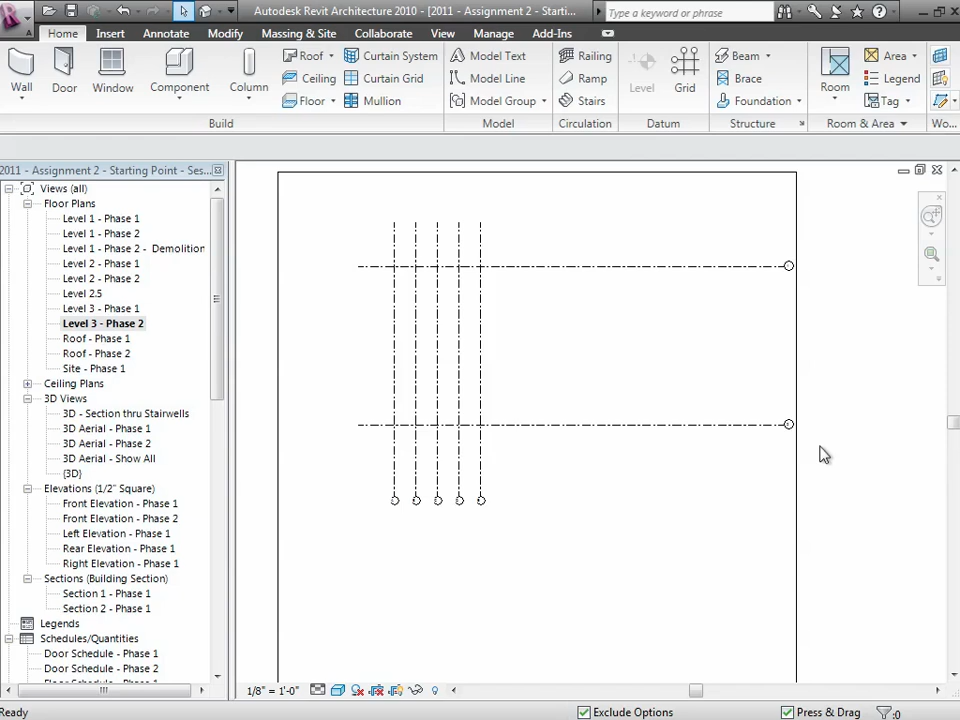 Autodesk Revit Architecture 2010 - [2011 - Assignment 2 - Starting Point - Sesti...
Type a keyword or phrase
Home Insert Annotate Modify Massing & Site Collaborate View Manage Add-Ins
Wall Door Window Component Column
Roof Curtain System
Ceiling Curtain Grid
Floor Mullion
Model Text
Model Line
Model Group
Railing
Ramp
Stairs
Level Grid
Beam
Brace
Foundation
Room
Area
Legend
Tag
Build Model Circulation Datum Structure Room & Area Wo...
2011 - Assignment 2 - Starting Point - Ses...
Views (all)
Floor Plans
Level 1 - Phase 1
Level 1 - Phase 2
Level 1 - Phase 2 - Demolition
Level 2 - Phase 1
Level 2 - Phase 2
Level 2.5
Level 3 - Phase 1
Level 3 - Phase 2
Roof - Phase 1
Roof - Phase 2
Site - Phase 1
Ceiling Plans
3D Views
3D - Section thru Stairwells
3D Aerial - Phase 1
3D Aerial - Phase 2
3D Aerial - Show All
{3D}
Elevations (1/2" Square)
Front Elevation - Phase 1
Front Elevation - Phase 2
Left Elevation - Phase 1
Rear Elevation - Phase 1
Right Elevation - Phase 1
Sections (Building Section)
Section 1 - Phase 1
Section 2 - Phase 1
Legends
Schedules/Quantities
Door Schedule - Phase 1
Door Schedule - Phase 2
1/8" = 1'-0"
Ready
Exclude Options
Press & Drag
:0